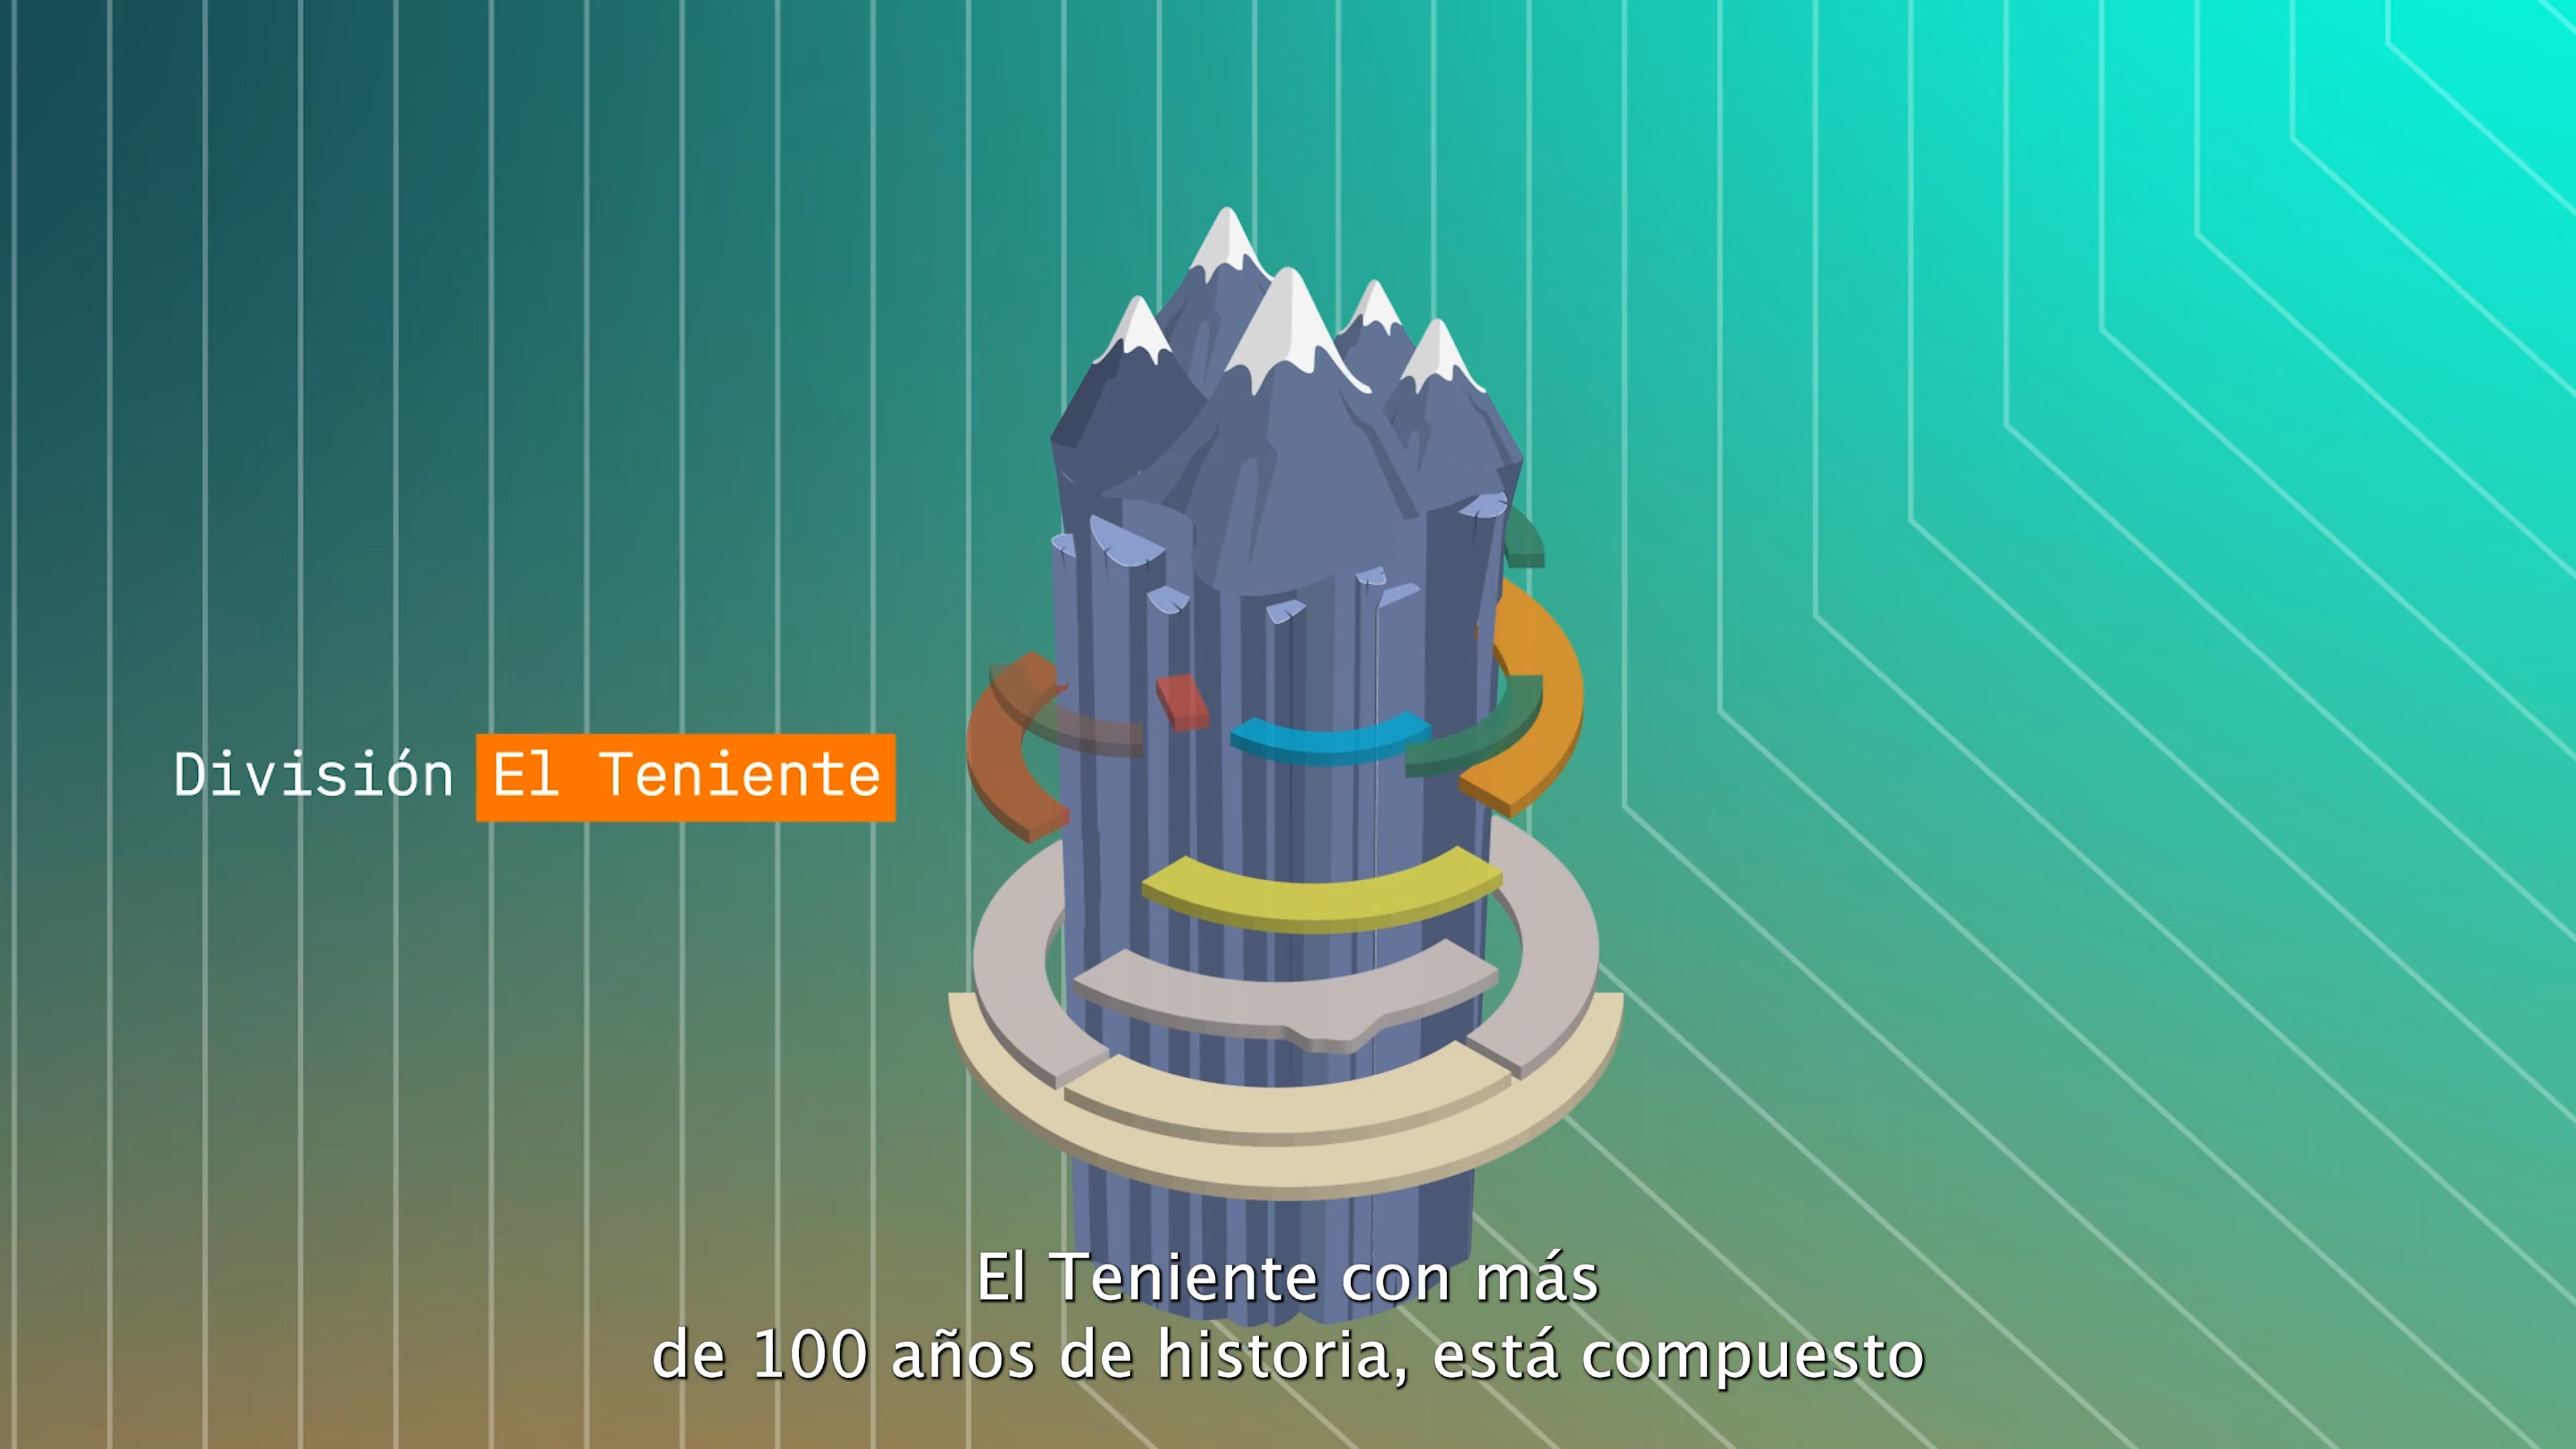 División El Teniente
El Teniente con más
de 100 años de historia, está compuesto